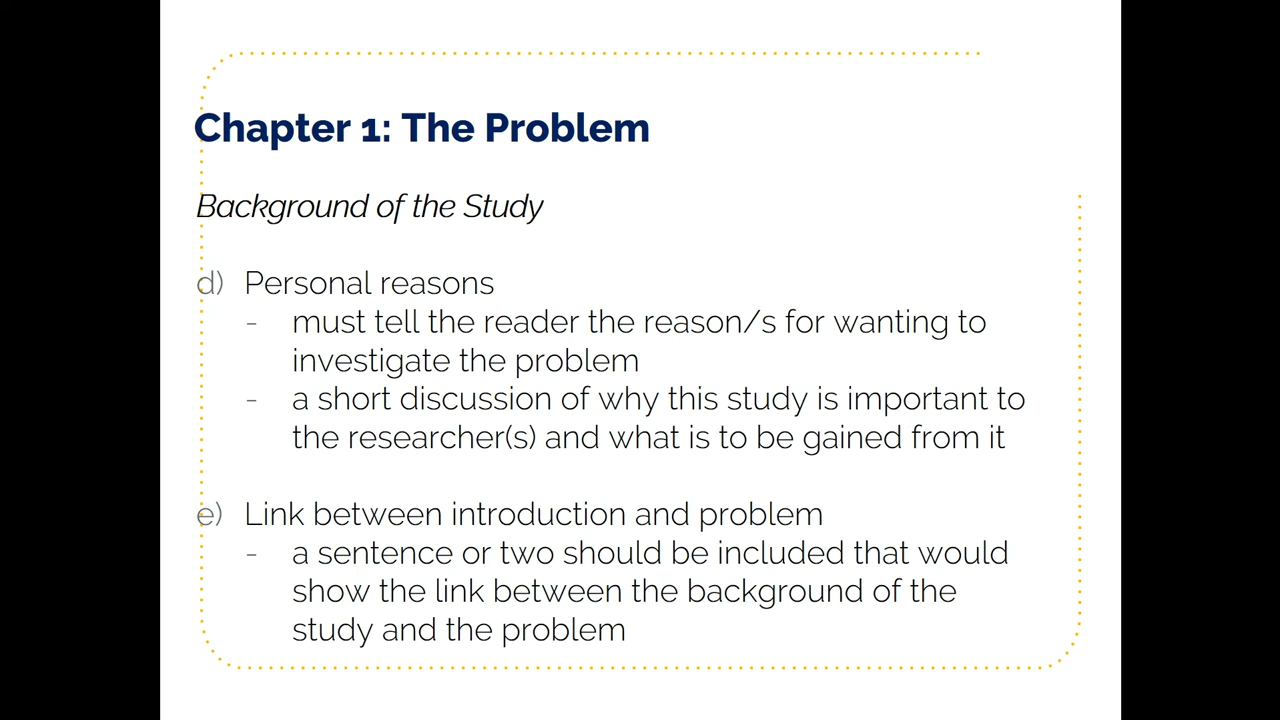 Chapter 1: The Problem
Background of the Study
d) Personal reasons
- must tell the reader the reason/s for wanting to
investigate the problem
- a short discussion of why this study is important to
the researcher(s) and what is to be gained from it
e) Link between introduction and problem
- a sentence or two should be included that would
show the link between the background of the
study and the problem